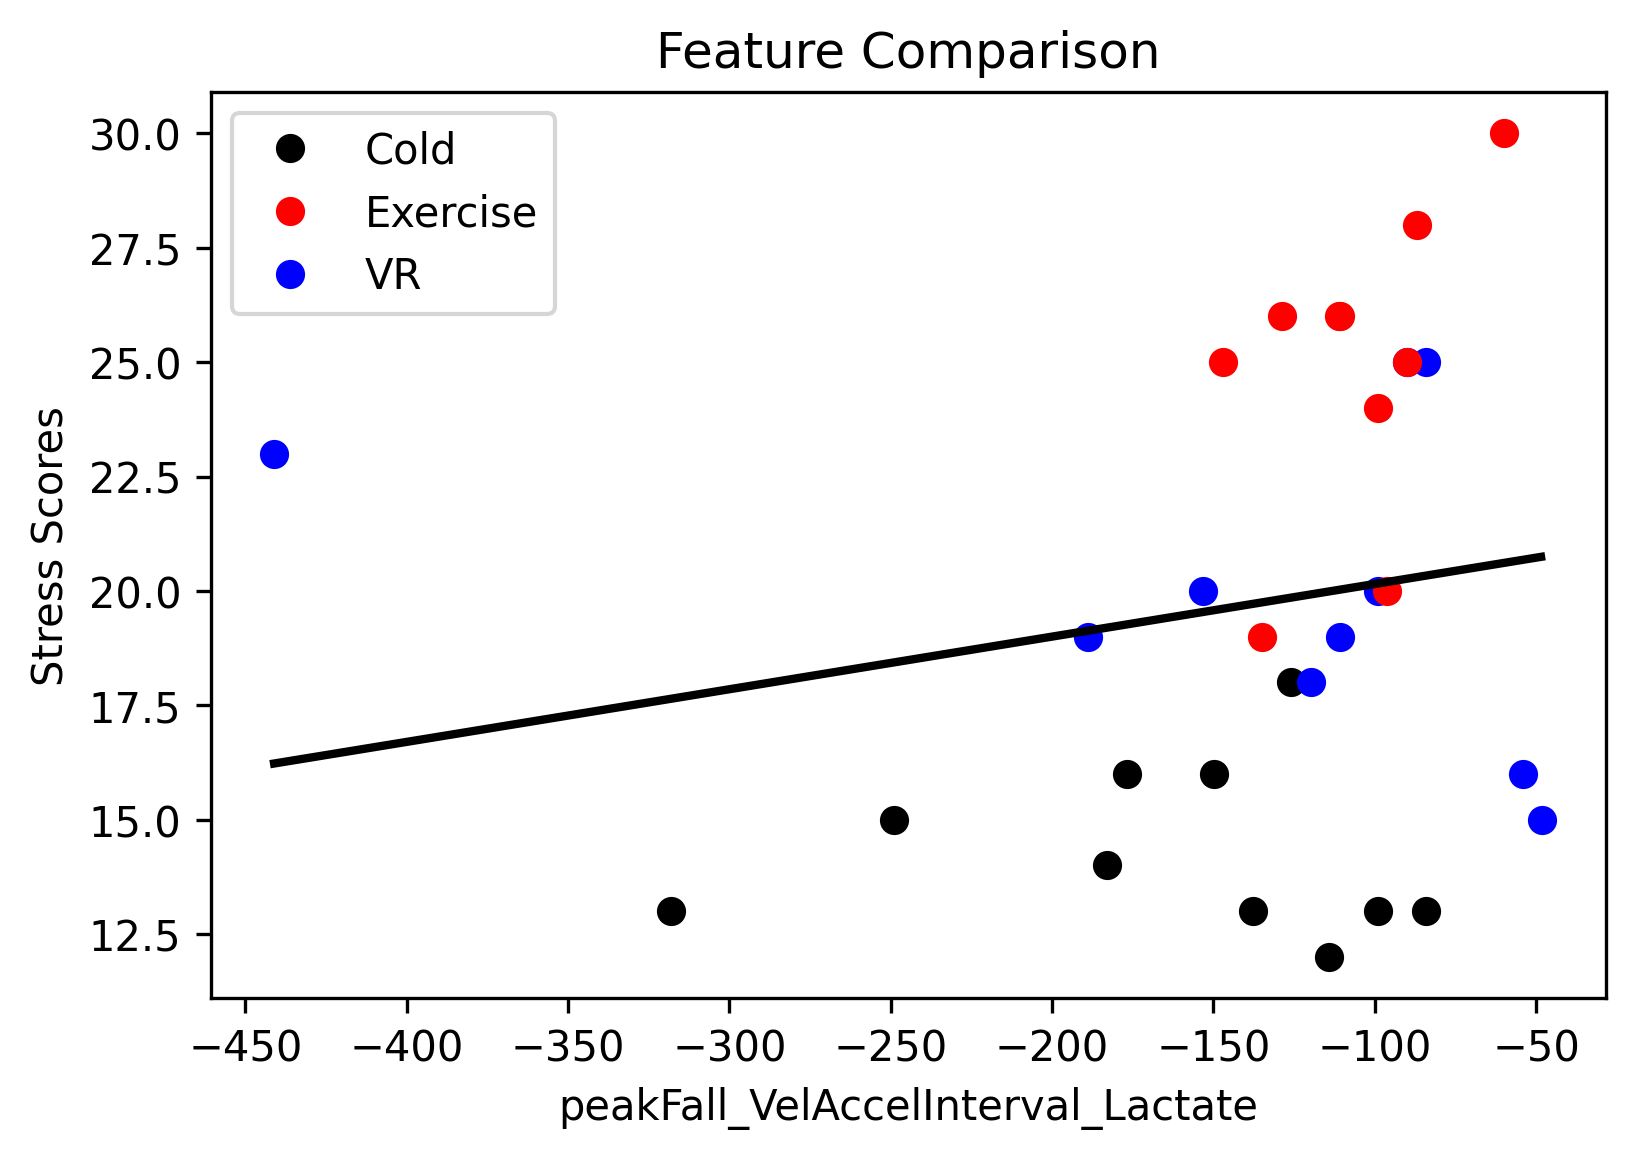 Feature Comparison
Cold
Exercise
VR
30.0
27.5
25.0
22.5
20.0
17.5
15.0
12.5
Stress Scores
−450 −400 −350 −300 −250 −200 −150 −100 −50
peakFall_VelAccelInterval_Lactate